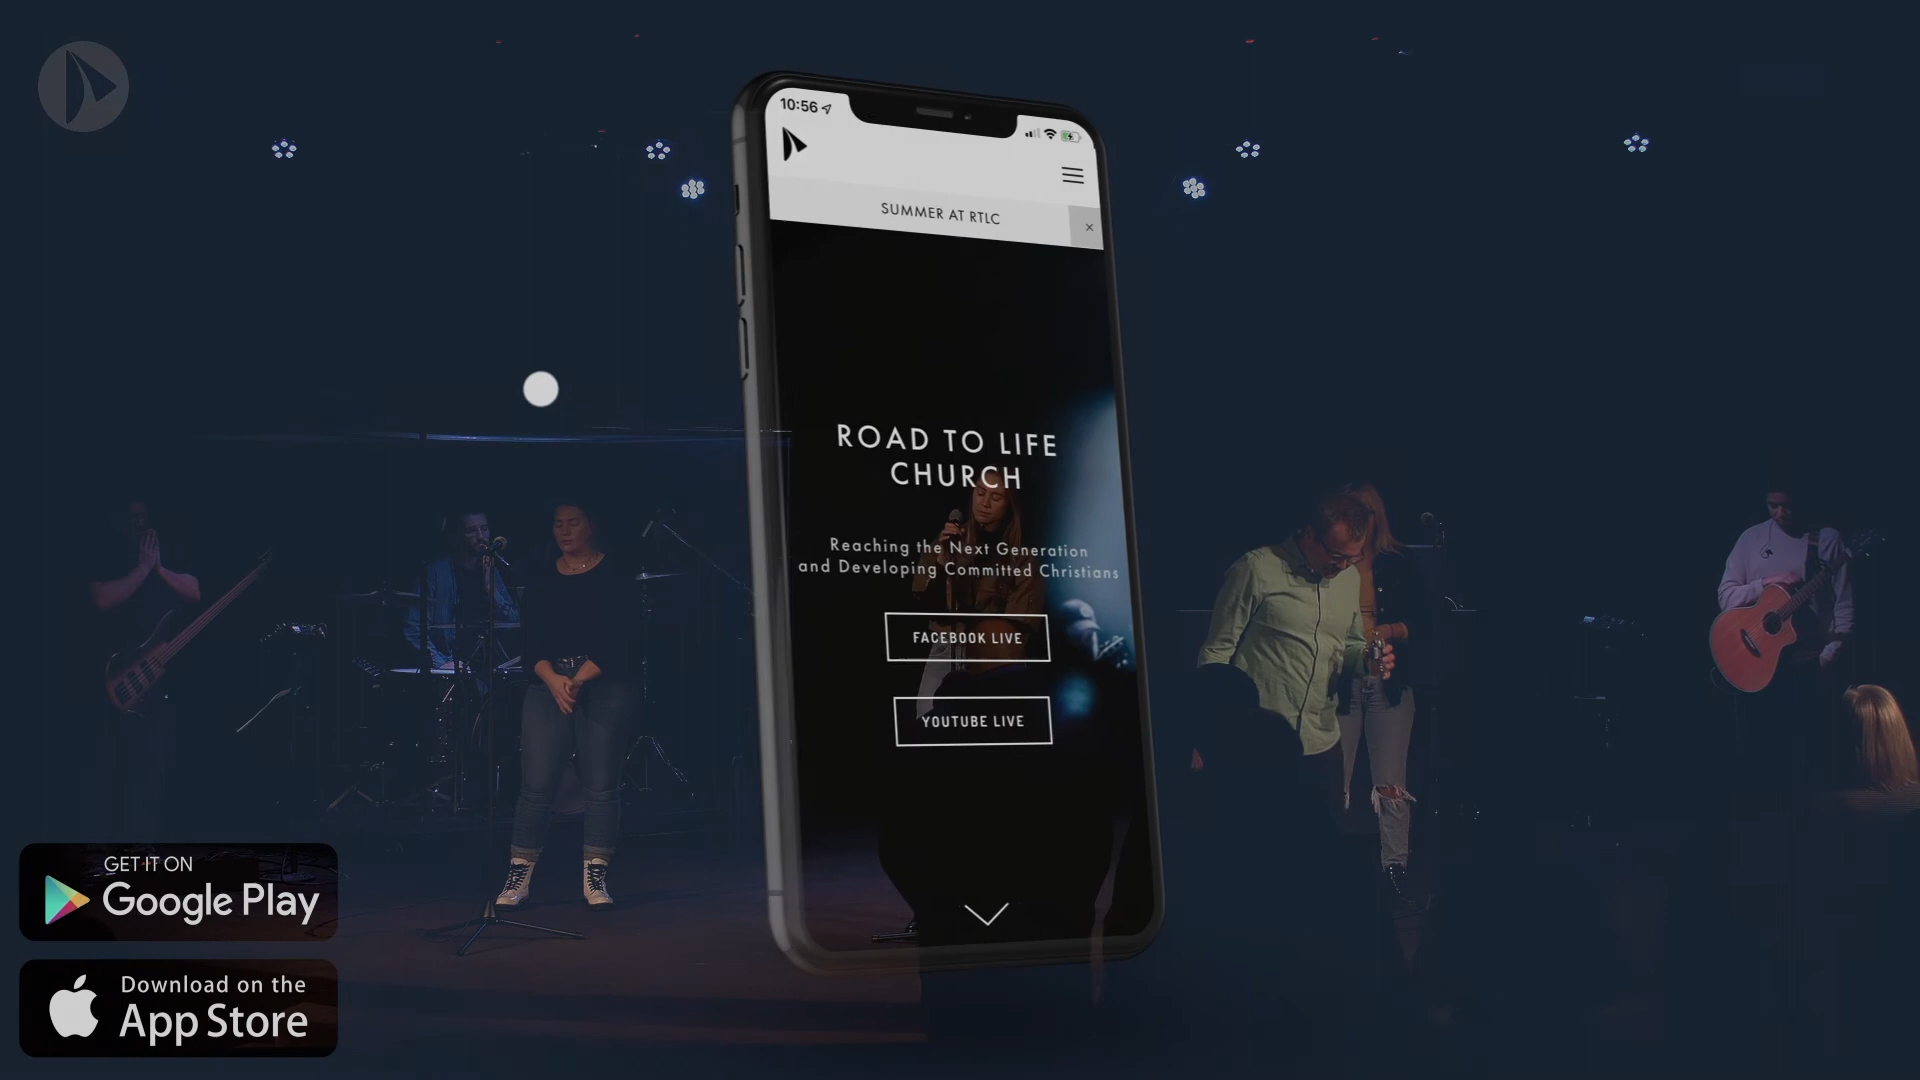 10:56
SUMMER AT RTLC
×
ROAD TO LIFE
CHURCH
Reaching the Next Generation
and Developing Committed Christians
FACEBOOK LIVE
YOUTUBE LIVE
GET IT ON
Google Play
Download on the
App Store